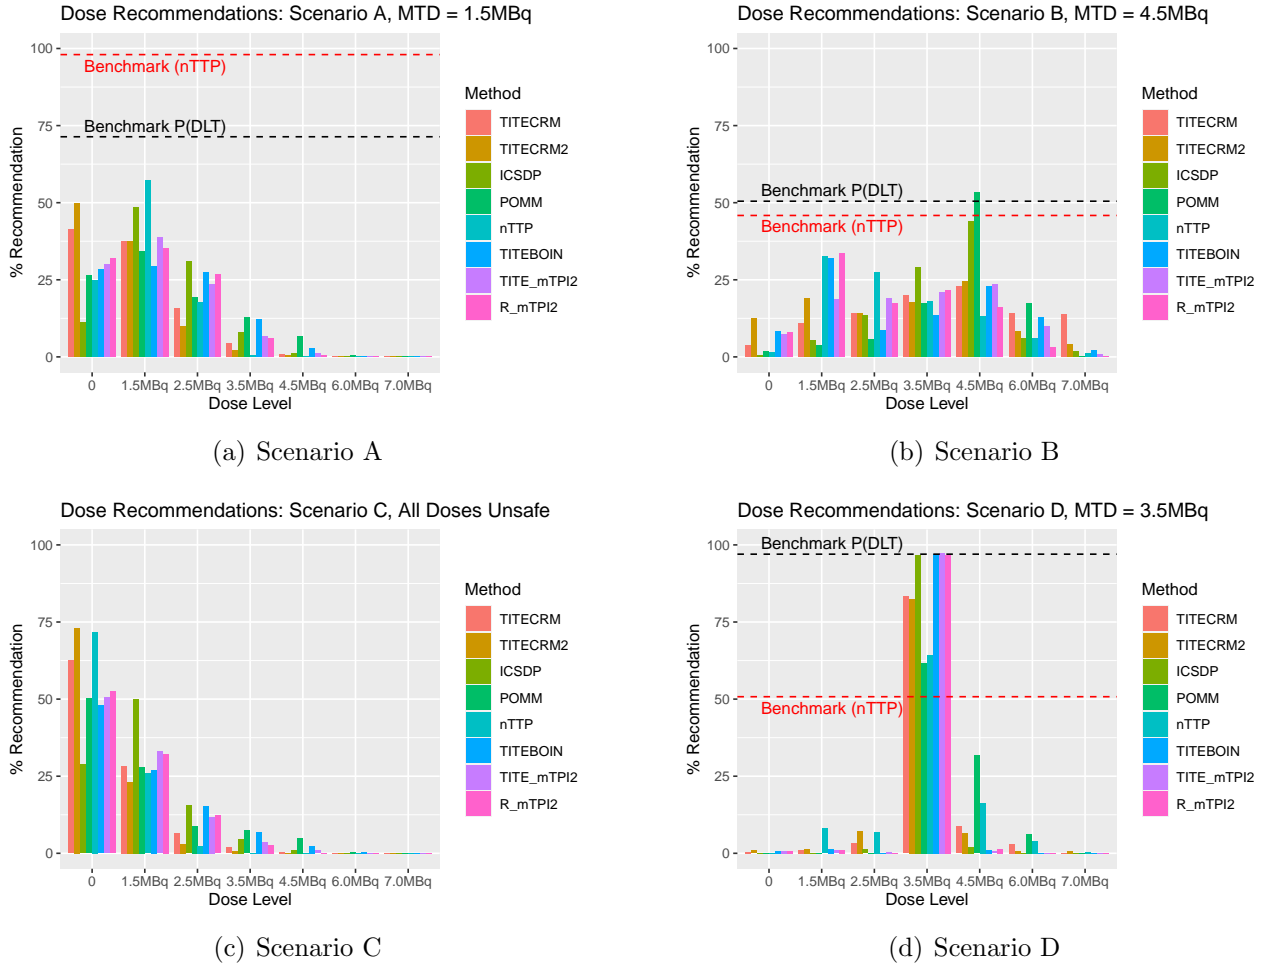 Dose Recommendations: Scenario A, MTD = 1.5MBq
% Recommendation
100
75
50
25
0
Benchmark (nTTP)
Benchmark P(DLT)
0 1.5MBq 2.5MBq 3.5MBq 4.5MBq 6.0MBq 7.0MBq
Dose Level
Method
TITECRM
TITECRM2
ICSDP
POMM
nTTP
TITEBOIN
TITE_mTPI2
R_mTPI2
(a) Scenario A
Dose Recommendations: Scenario B, MTD = 4.5MBq
% Recommendation
100
75
50
25
0
Benchmark P(DLT)
Benchmark (nTTP)
0 1.5MBq 2.5MBq 3.5MBq 4.5MBq 6.0MBq 7.0MBq
Dose Level
Method
TITECRM
TITECRM2
ICSDP
POMM
nTTP
TITEBOIN
TITE_mTPI2
R_mTPI2
(b) Scenario B
Dose Recommendations: Scenario C, All Doses Unsafe
% Recommendation
100
75
50
25
0
0 1.5MBq 2.5MBq 3.5MBq 4.5MBq 6.0MBq 7.0MBq
Dose Level
Method
TITECRM
TITECRM2
ICSDP
POMM
nTTP
TITEBOIN
TITE_mTPI2
R_mTPI2
(c) Scenario C
Dose Recommendations: Scenario D, MTD = 3.5MBq
% Recommendation
100
75
50
25
0
Benchmark P(DLT)
Benchmark (nTTP)
0 1.5MBq 2.5MBq 3.5MBq 4.5MBq 6.0MBq 7.0MBq
Dose Level
Method
TITECRM
TITECRM2
ICSDP
POMM
nTTP
TITEBOIN
TITE_mTPI2
R_mTPI2
(d) Scenario D